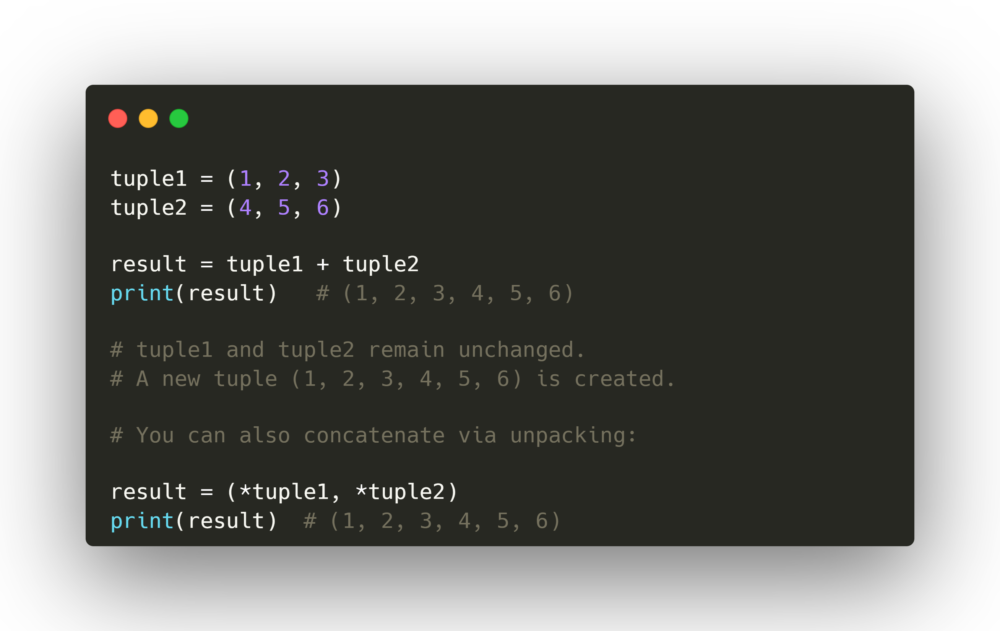 tuple1 = (1, 2, 3)
tuple2 = (4, 5, 6)
result = tuple1 + tuple2
print(result)   # (1, 2, 3, 4, 5, 6)
# tuple1 and tuple2 remain unchanged.
# A new tuple (1, 2, 3, 4, 5, 6) is created.
# You can also concatenate via unpacking:
result = (*tuple1, *tuple2)
print(result)  # (1, 2, 3, 4, 5, 6)